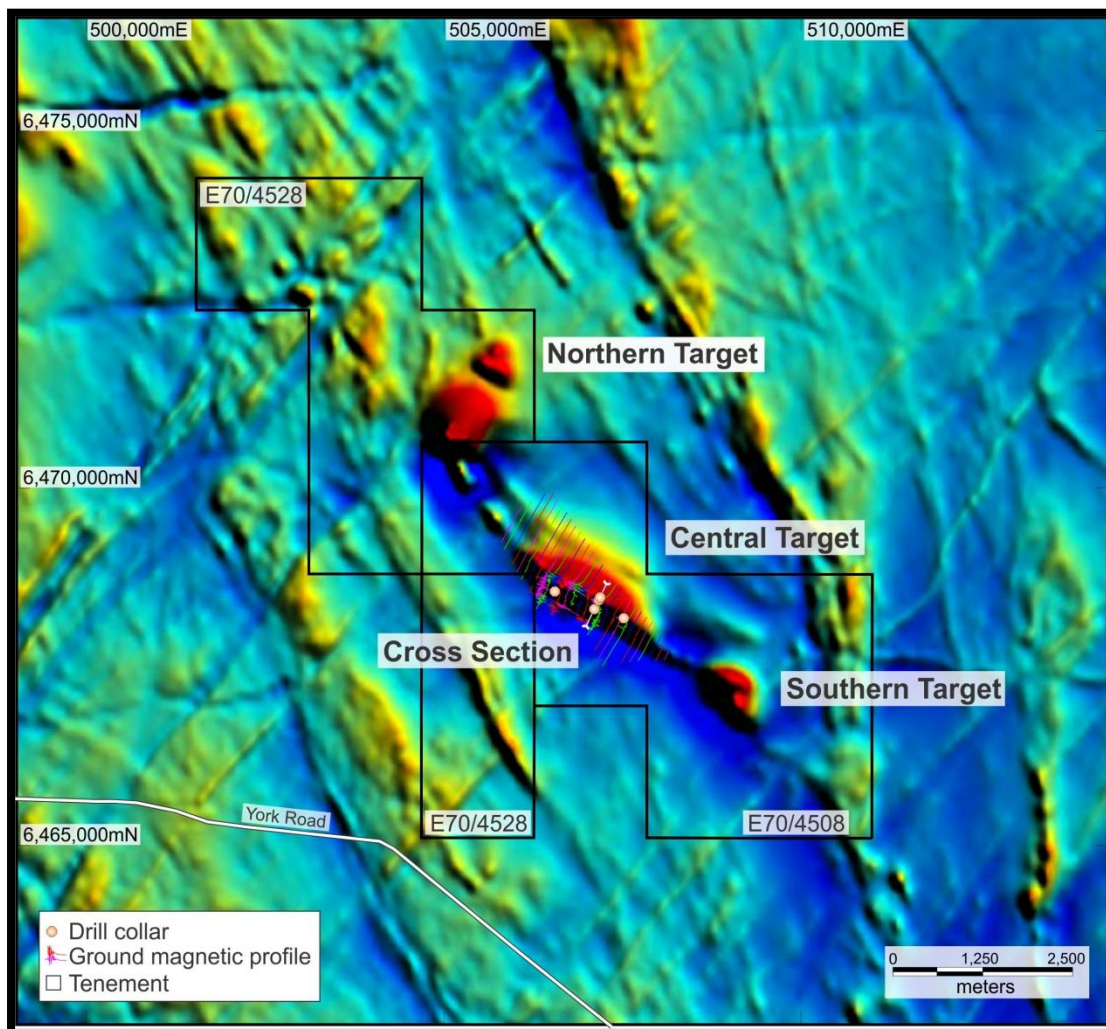 500,000mE
505,000mE
510,000mE
6,475,000mN
E70/4528
Northern Target
6,470,000mN
Central Target
Cross Section
Southern Target
York Road
6,465,000mN
E70/4528
E70/4508
Drill collar
Ground magnetic profile
Tenement
0 1,250 2,500
meters